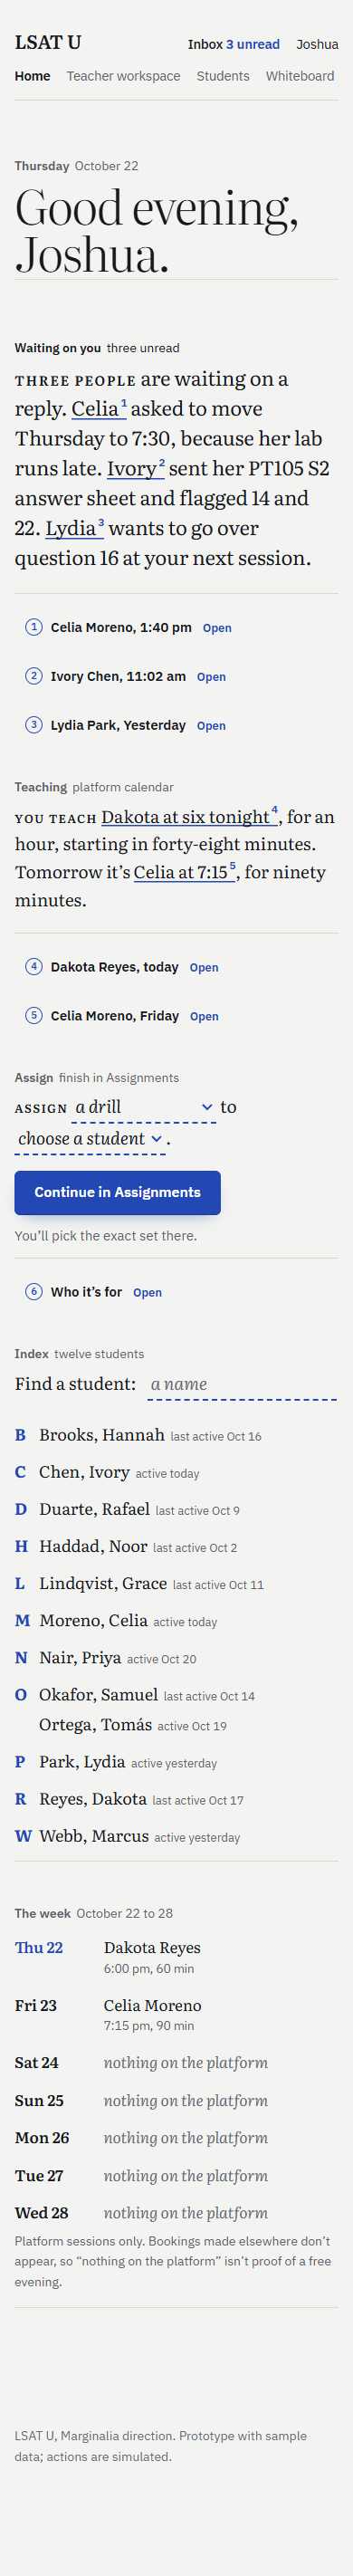 LSAT U
Inbox 3 unread Joshua
Home Teacher workspace Students Whiteboard
Thursday October 22
Good evening,
Joshua.
Waiting on you three unread
THREE PEOPLE are waiting on a
reply. Celia 1 asked to move
Thursday to 7:30, because her lab
runs late. Ivory 2 sent her PT105 S2
answer sheet and flagged 14 and
22. Lydia 3 wants to go over
question 16 at your next session.
1 Celia Moreno, 1:40 pm Open
2 Ivory Chen, 11:02 am Open
3 Lydia Park, Yesterday Open
Teaching platform calendar
YOU TEACH Dakota at six tonight 4, for an
hour, starting in forty-eight minutes.
Tomorrow it’s Celia at 7:15 5, for ninety
minutes.
4 Dakota Reyes, today Open
5 Celia Moreno, Friday Open
Assign finish in Assignments
ASSIGN a drill to
choose a student .
Continue in Assignments
You’ll pick the exact set there.
6 Who it’s for Open
Index twelve students
Find a student: a name
B Brooks, Hannah last active Oct 16
C Chen, Ivory active today
D Duarte, Rafael last active Oct 9
H Haddad, Noor last active Oct 2
L Lindqvist, Grace last active Oct 11
M Moreno, Celia active today
N Nair, Priya active Oct 20
O Okafor, Samuel last active Oct 14
Ortega, Tomás active Oct 19
P Park, Lydia active yesterday
R Reyes, Dakota last active Oct 17
W Webb, Marcus active yesterday
The week October 22 to 28
Thu 22 Dakota Reyes
6:00 pm, 60 min
Fri 23 Celia Moreno
7:15 pm, 90 min
Sat 24 nothing on the platform
Sun 25 nothing on the platform
Mon 26 nothing on the platform
Tue 27 nothing on the platform
Wed 28 nothing on the platform
Platform sessions only. Bookings made elsewhere don’t
appear, so “nothing on the platform” isn’t proof of a free
evening.
LSAT U, Marginalia direction. Prototype with sample
data; actions are simulated.